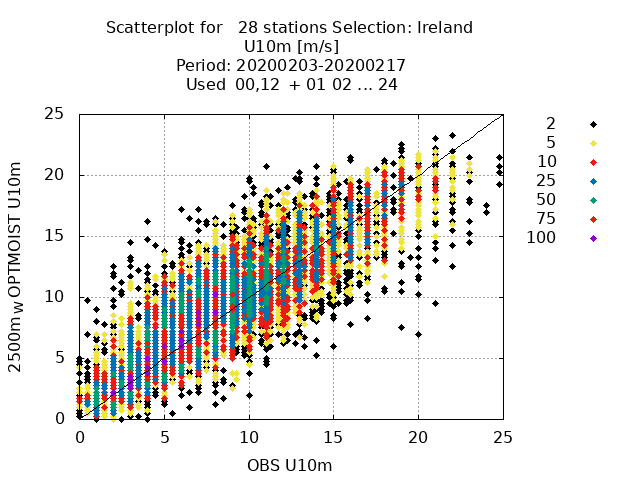 Scatterplot for 28 stations Selection: Ireland
U10m [m/s]
Period: 20200203-20200217
Used 00,12 + 01 02 ... 24
25
20
15
10
5
0
0 5 10 15 20 25
OBS U10m
2500mw OPTMOIST U10m
2
5
10
25
50
75
100